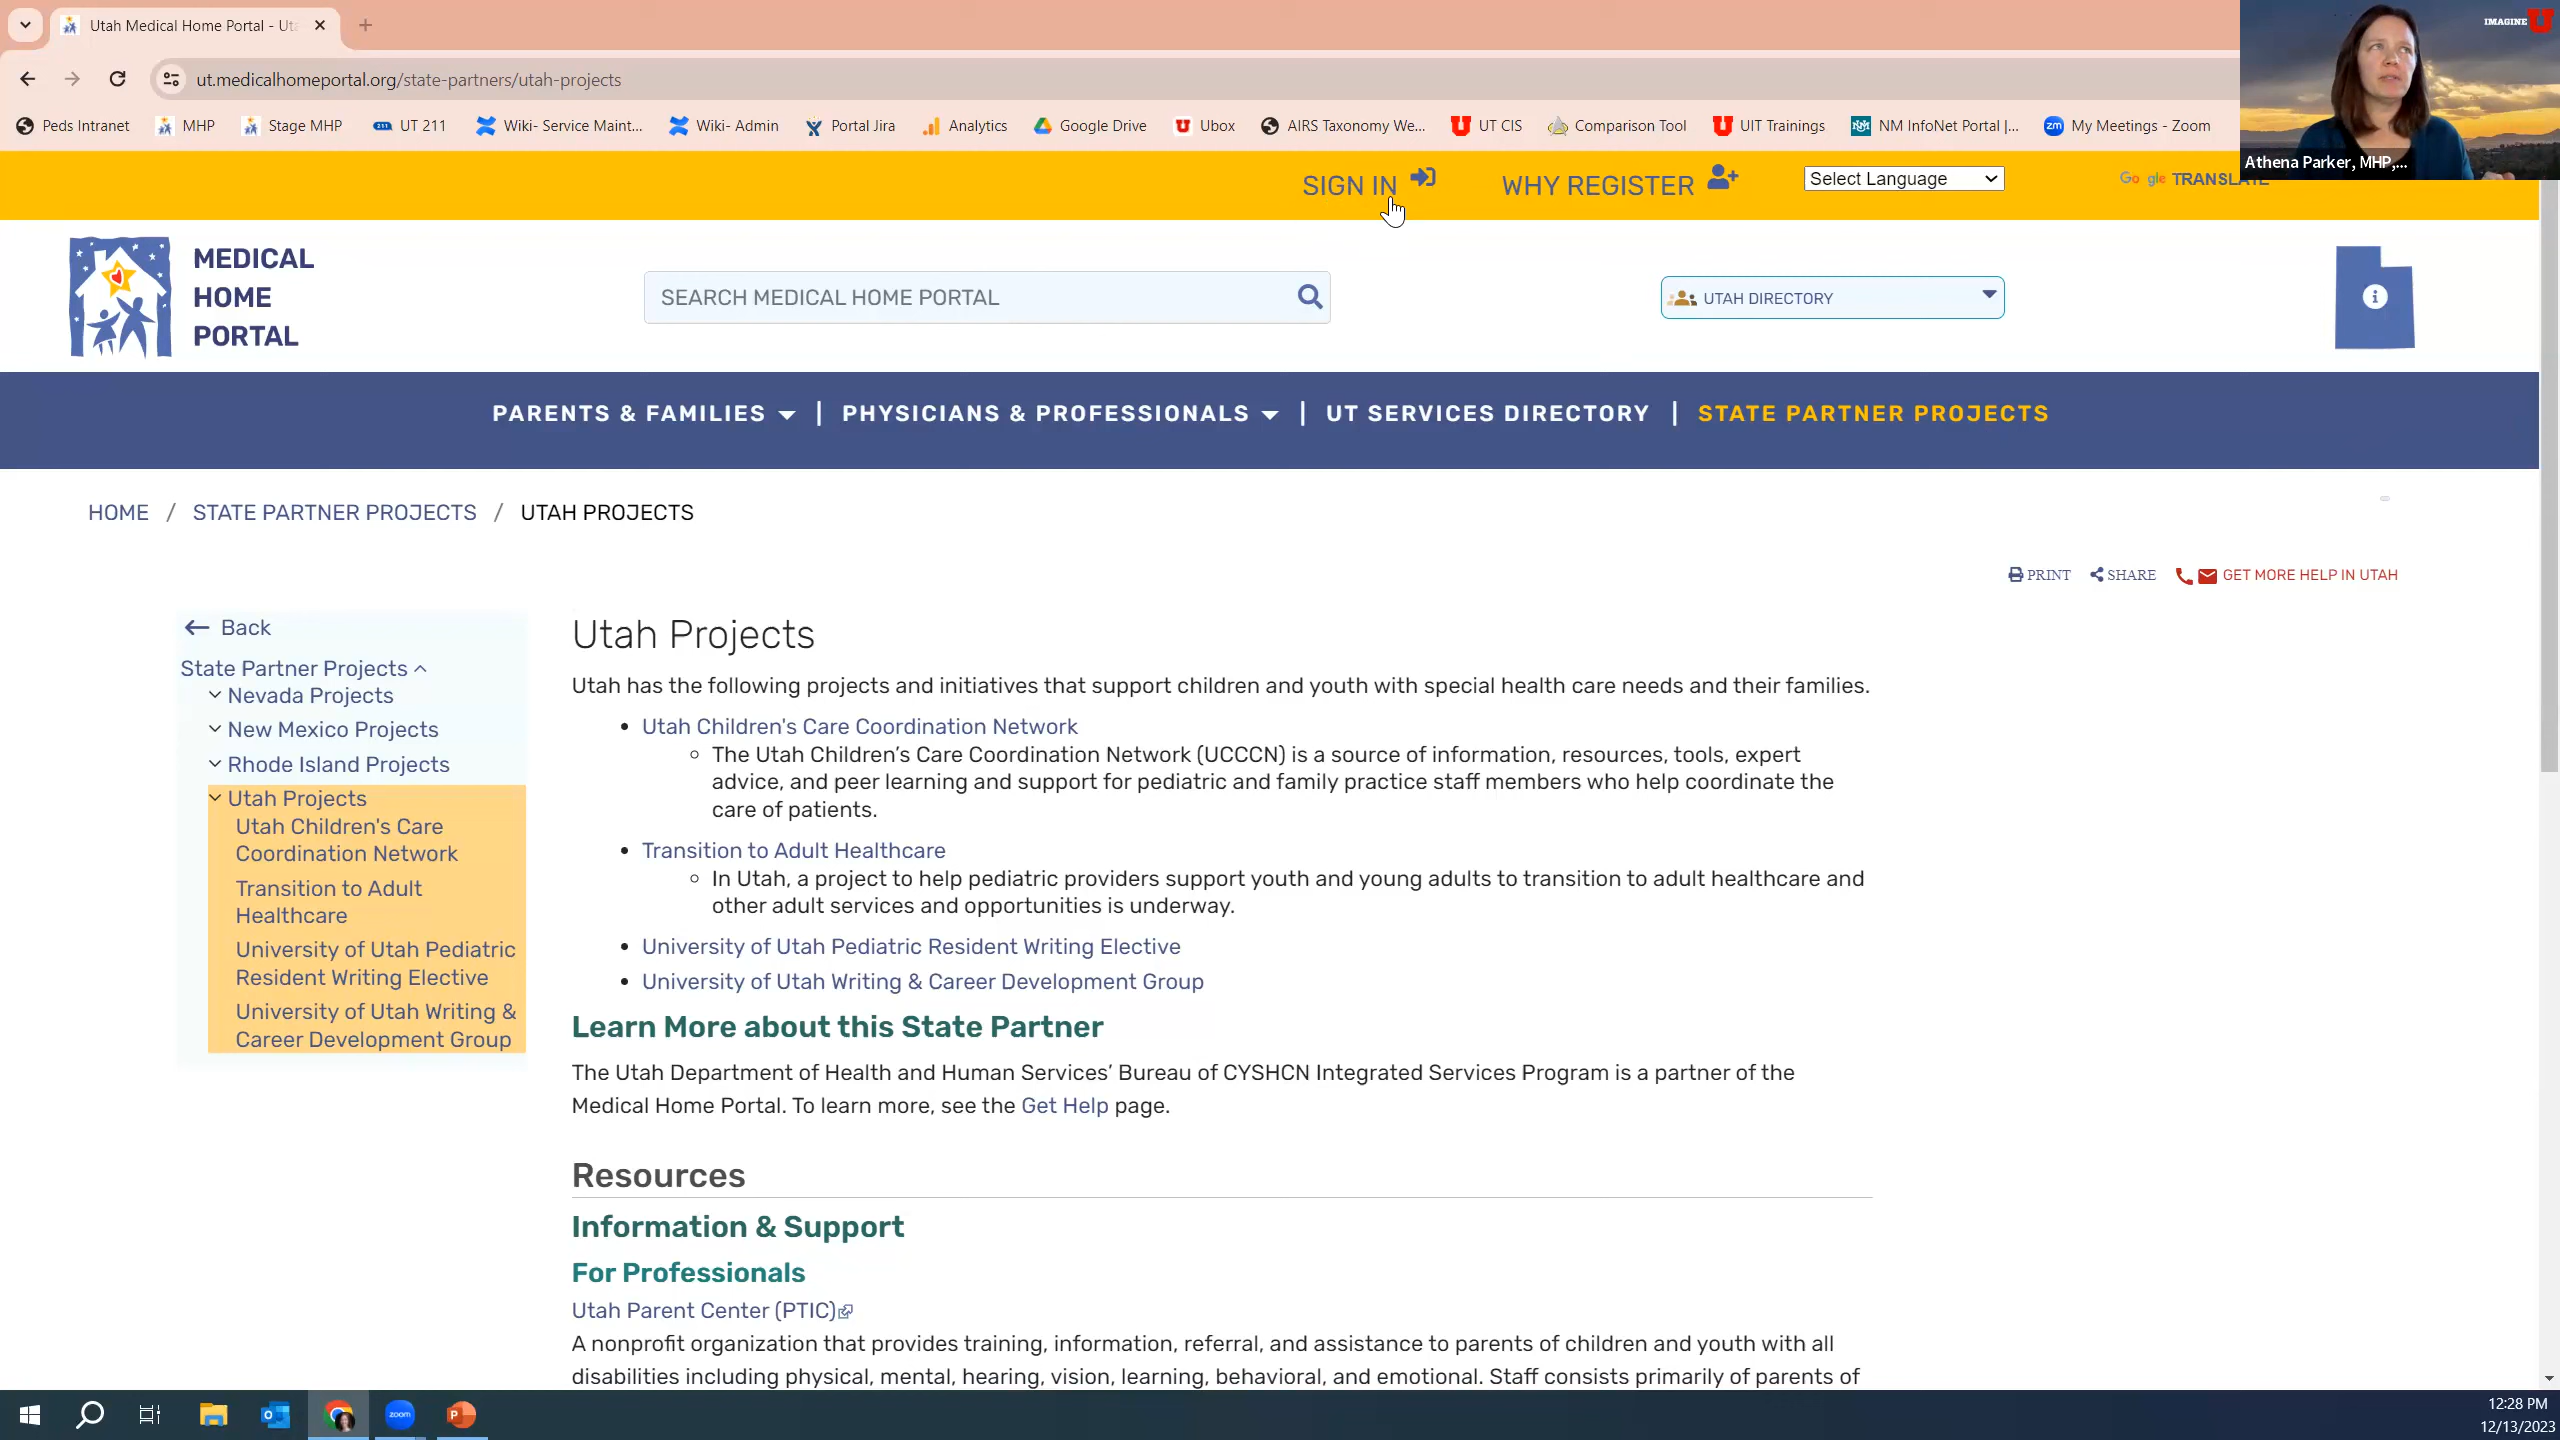 Utah Medical Home Portal - Uta
IMAGINE U
ut.medicalhomeportal.org/state-partners/utah-projects
Peds Intranet MHP Stage MHP 211 UT 211 Wiki- Service Maint... Wiki- Admin Portal Jira Analytics Google Drive Ubox AIRS Taxonomy We... UT CIS Comparison Tool UIT Trainings NM InfoNet Portal |... zm My Meetings - Zoom
Athena Parker, MHP,...
SIGN IN WHY REGISTER Select Language Google TRANSLATE
MEDICAL
HOME
PORTAL
SEARCH MEDICAL HOME PORTAL
UTAH DIRECTORY
PARENTS & FAMILIES | PHYSICIANS & PROFESSIONALS | UT SERVICES DIRECTORY | STATE PARTNER PROJECTS
HOME / STATE PARTNER PROJECTS / UTAH PROJECTS
PRINT SHARE GET MORE HELP IN UTAH
Back
State Partner Projects
Nevada Projects
New Mexico Projects
Rhode Island Projects
Utah Projects
Utah Children's Care
Coordination Network
Transition to Adult
Healthcare
University of Utah Pediatric
Resident Writing Elective
University of Utah Writing &
Career Development Group
Utah Projects
Utah has the following projects and initiatives that support children and youth with special health care needs and their families.
• Utah Children's Care Coordination Network
The Utah Children's Care Coordination Network (UCCCN) is a source of information, resources, tools, expert
advice, and peer learning and support for pediatric and family practice staff members who help coordinate the
care of patients.
• Transition to Adult Healthcare
In Utah, a project to help pediatric providers support youth and young adults to transition to adult healthcare and
other adult services and opportunities is underway.
• University of Utah Pediatric Resident Writing Elective
• University of Utah Writing & Career Development Group
Learn More about this State Partner
The Utah Department of Health and Human Services' Bureau of CYSHCN Integrated Services Program is a partner of the
Medical Home Portal. To learn more, see the Get Help page.
Resources
Information & Support
For Professionals
Utah Parent Center (PTIC)
A nonprofit organization that provides training, information, referral, and assistance to parents of children and youth with all
disabilities including physical, mental, hearing, vision, learning, behavioral, and emotional. Staff consists primarily of parents of
zoom
12:28 PM
12/13/2023